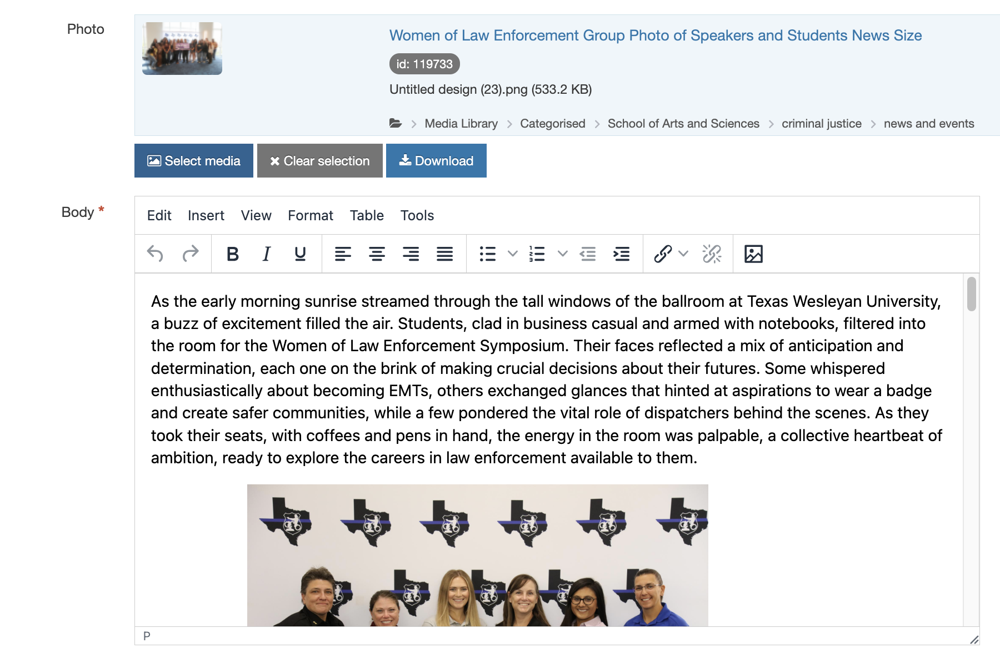 Photo
Women of Law Enforcement Group Photo of Speakers and Students News Size
id: 119733
Untitled design (23).png (533.2 KB)
Media Library > Categorised > School of Arts and Sciences > criminal justice > news and events
Select media
Clear selection
Download
Body *
Edit Insert View Format Table Tools
As the early morning sunrise streamed through the tall windows of the ballroom at Texas Wesleyan University,
a buzz of excitement filled the air. Students, clad in business casual and armed with notebooks, filtered into
the room for the Women of Law Enforcement Symposium. Their faces reflected a mix of anticipation and
determination, each one on the brink of making crucial decisions about their futures. Some whispered
enthusiastically about becoming EMTs, others exchanged glances that hinted at aspirations to wear a badge
and create safer communities, while a few pondered the vital role of dispatchers behind the scenes. As they
took their seats, with coffees and pens in hand, the energy in the room was palpable, a collective heartbeat of
ambition, ready to explore the careers in law enforcement available to them.
P